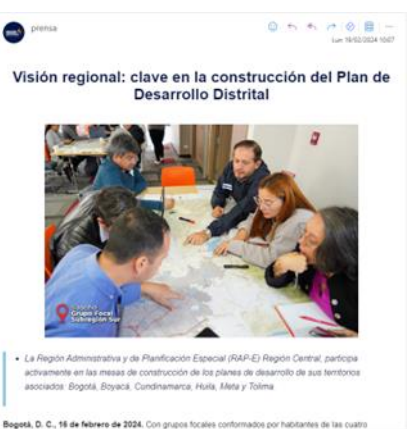 prensa
lun 19/02/2024 10:07
Visión regional: clave en la construcción del Plan de
Desarrollo Distrital
Grupo Focal
Subregión Sur
• La Región Administrativa y de Planificación Especial (RAP-E) Región Central, participa
activamente en las mesas de construcción de los planes de desarrollo de sus territorios
asociados: Bogotá, Boyacá, Cundinamarca, Huila, Meta y Tolima
Bogotá, D. C., 16 de febrero de 2024. Con grupos focales conformados por habitantes de las cuatro